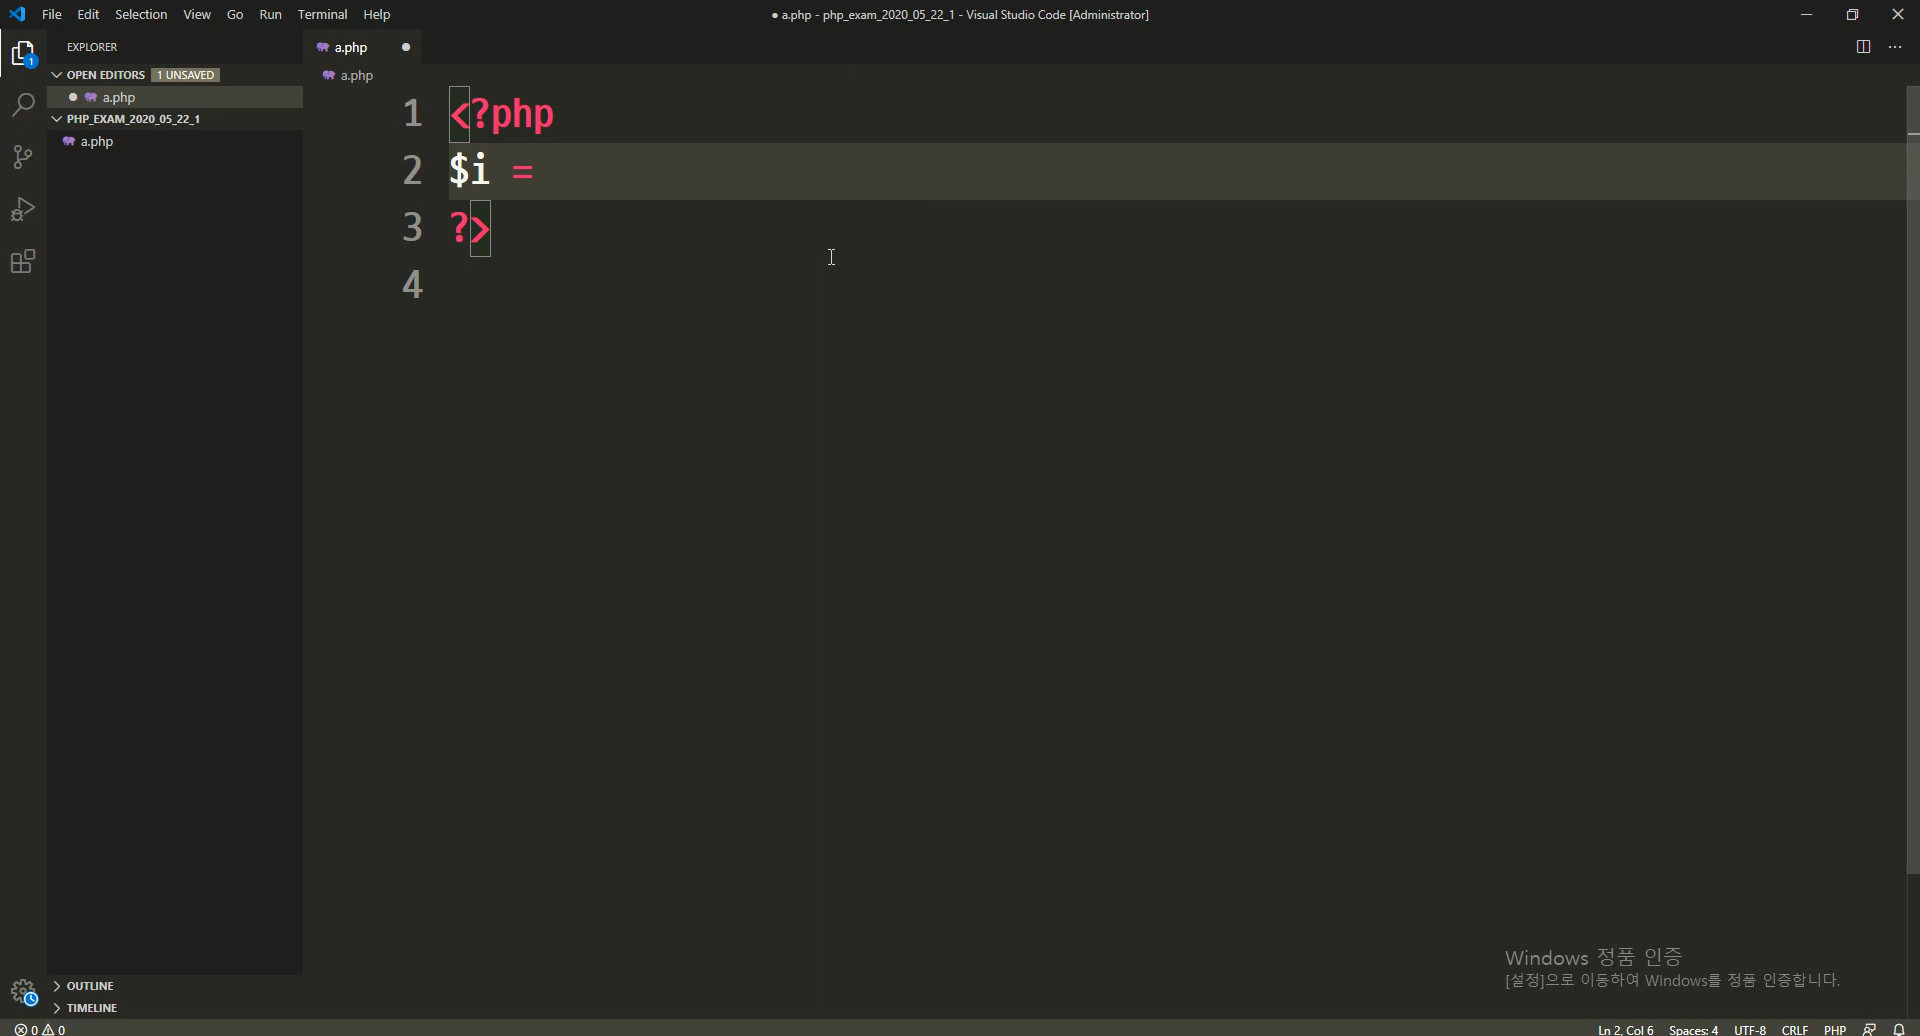 File Edit Selection View Go Run Terminal Help
● a.php - php_exam_2020_05_22_1 - Visual Studio Code [Administrator]
EXPLORER
a.php
1
OPEN EDITORS 1 UNSAVED
a.php
a.php
PHP_EXAM_2020_05_22_1
a.php
1 <?php
2 $i =
3 ?>
4
Windows 정품 인증
[설정]으로 이동하여 Windows를 정품 인증합니다.
OUTLINE
TIMELINE
0 0
Ln 2, Col 6 Spaces: 4 UTF-8 CRLF PHP